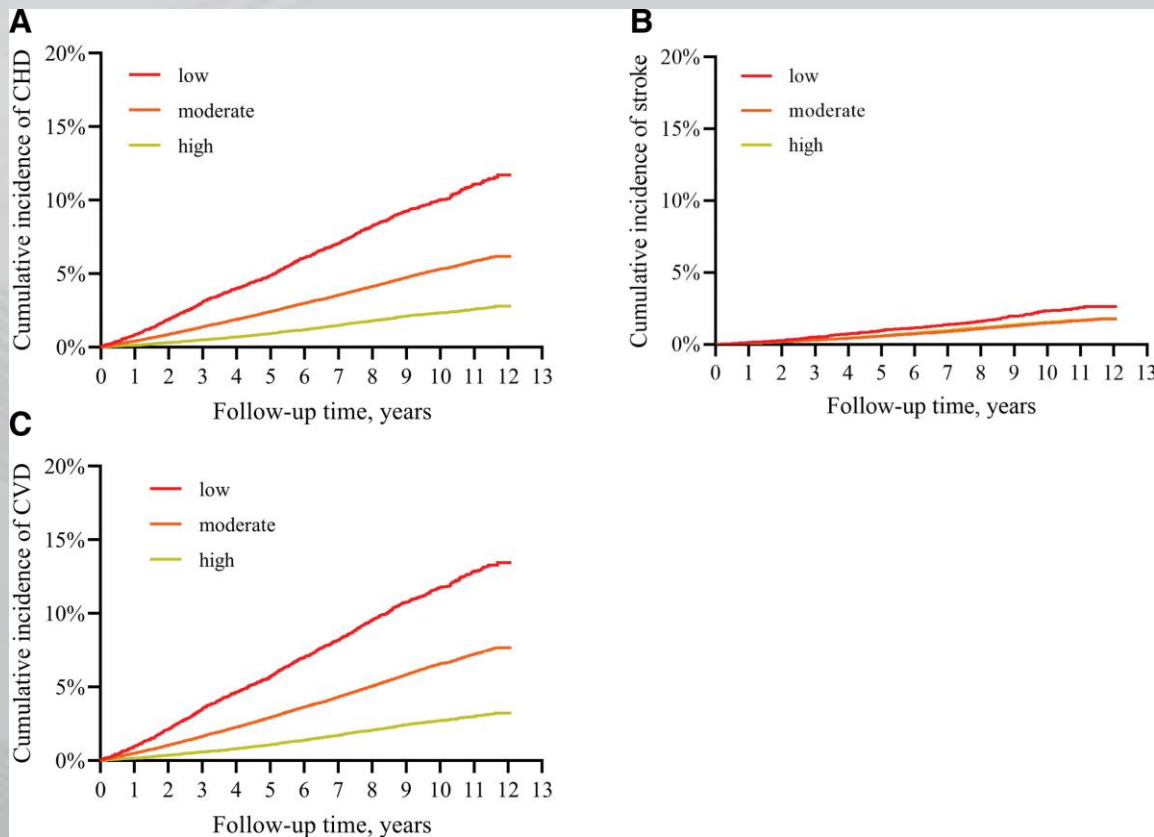 A
Cumulative incidence of CHD
20%
15%
10%
5%
0%
low
moderate
high
0 1 2 3 4 5 6 7 8 9 10 11 12 13
Follow-up time, years
B
Cumulative incidence of stroke
20%
15%
10%
5%
0%
low
moderate
high
0 1 2 3 4 5 6 7 8 9 10 11 12 13
Follow-up time, years
C
Cumulative incidence of CVD
20%
15%
10%
5%
0%
low
moderate
high
0 1 2 3 4 5 6 7 8 9 10 11 12 13
Follow-up time, years